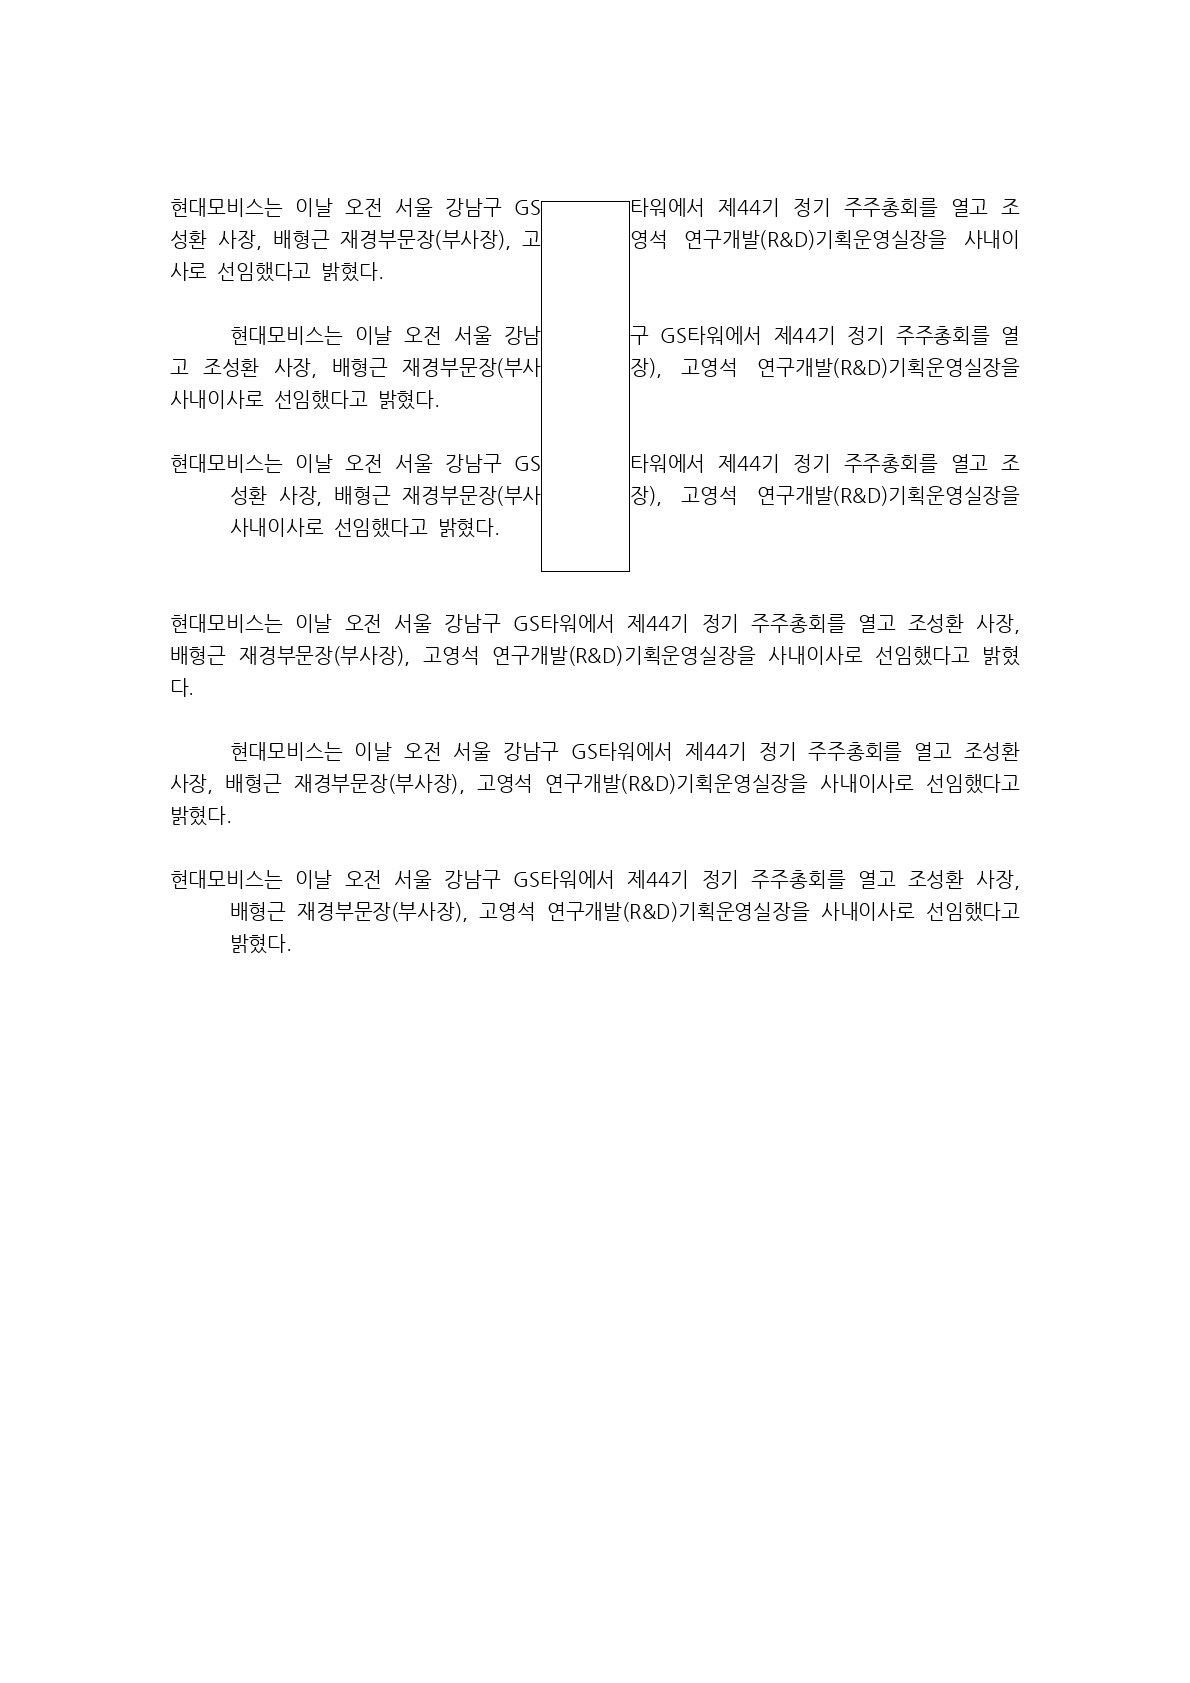 현대모비스는 이날 오전 서울 강남구 GS타워에서 제44기 정기 주주총회를 열고 조
성환 사장, 배형근 재경부문장(부사장), 고영석 연구개발(R&D)기획운영실장을 사내이
사로 선임했다고 밝혔다.
현대모비스는 이날 오전 서울 강남구 GS타워에서 제44기 정기 주주총회를 열
고 조성환 사장, 배형근 재경부문장(부사장), 고영석 연구개발(R&D)기획운영실장을
사내이사로 선임했다고 밝혔다.
현대모비스는 이날 오전 서울 강남구 GS타워에서 제44기 정기 주주총회를 열고 조
성환 사장, 배형근 재경부문장(부사장), 고영석 연구개발(R&D)기획운영실장을
사내이사로 선임했다고 밝혔다.
현대모비스는 이날 오전 서울 강남구 GS타워에서 제44기 정기 주주총회를 열고 조성환 사장,
배형근 재경부문장(부사장), 고영석 연구개발(R&D)기획운영실장을 사내이사로 선임했다고 밝혔
다.
현대모비스는 이날 오전 서울 강남구 GS타워에서 제44기 정기 주주총회를 열고 조성환
사장, 배형근 재경부문장(부사장), 고영석 연구개발(R&D)기획운영실장을 사내이사로 선임했다고
밝혔다.
현대모비스는 이날 오전 서울 강남구 GS타워에서 제44기 정기 주주총회를 열고 조성환 사장,
배형근 재경부문장(부사장), 고영석 연구개발(R&D)기획운영실장을 사내이사로 선임했다고
밝혔다.